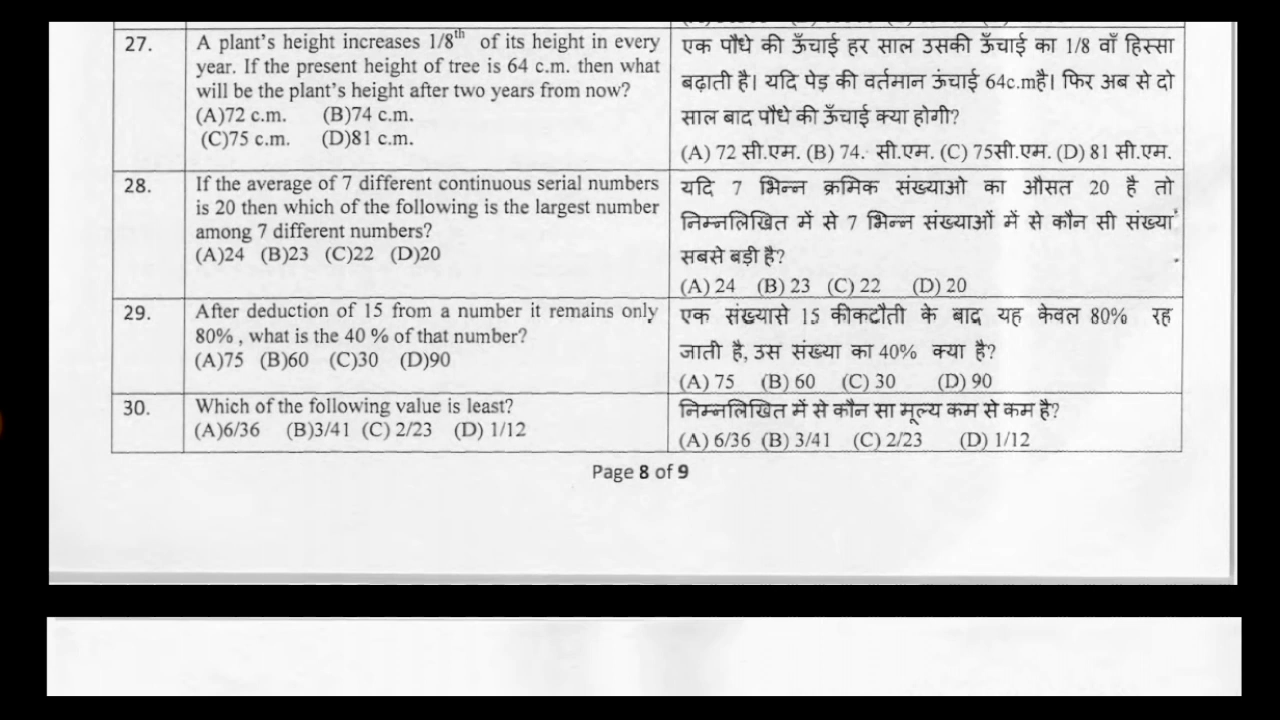 27.
A plant's height increases 1/8th of its height in every
year. If the present height of tree is 64 c.m. then what
will be the plant's height after two years from now?
(A)72 c.m. (B)74 c.m.
(C)75 c.m. (D)81 c.m.
एक पौधे की ऊँचाई हर साल उसकी ऊँचाई का 1/8 वाँ हिस्सा
बढ़ाती है। यदि पेड़ की वर्तमान ऊंचाई 64c.mहै। फिर अब से दो
साल बाद पौधे की ऊँचाई क्या होगी?
(A) 72 सी.एम. (B) 74. सी.एम. (C) 75सी.एम. (D) 81 सी.एम.
28.
If the average of 7 different continuous serial numbers
is 20 then which of the following is the largest number
among 7 different numbers?
(A)24 (B)23 (C)22 (D)20
यदि 7 भिन्न क्रमिक संख्याओ का औसत 20 है तो
निम्नलिखित में से 7 भिन्न संख्याओं में से कौन सी संख्या
सबसे बड़ी है?
(A) 24 (B) 23 (C) 22 (D) 20
29.
After deduction of 15 from a number it remains only
80% , what is the 40 % of that number?
(A)75 (B)60 (C)30 (D)90
एक संख्यासे 15 कीकटौती के बाद यह केवल 80% रह
जाती है, उस संख्या का 40% क्या है?
(A) 75 (B) 60 (C) 30 (D) 90
30.
Which of the following value is least?
(A)6/36 (B)3/41 (C) 2/23 (D) 1/12
निम्नलिखित में से कौन सा मूल्य कम से कम है?
(A) 6/36 (B) 3/41 (C) 2/23 (D) 1/12
Page 8 of 9